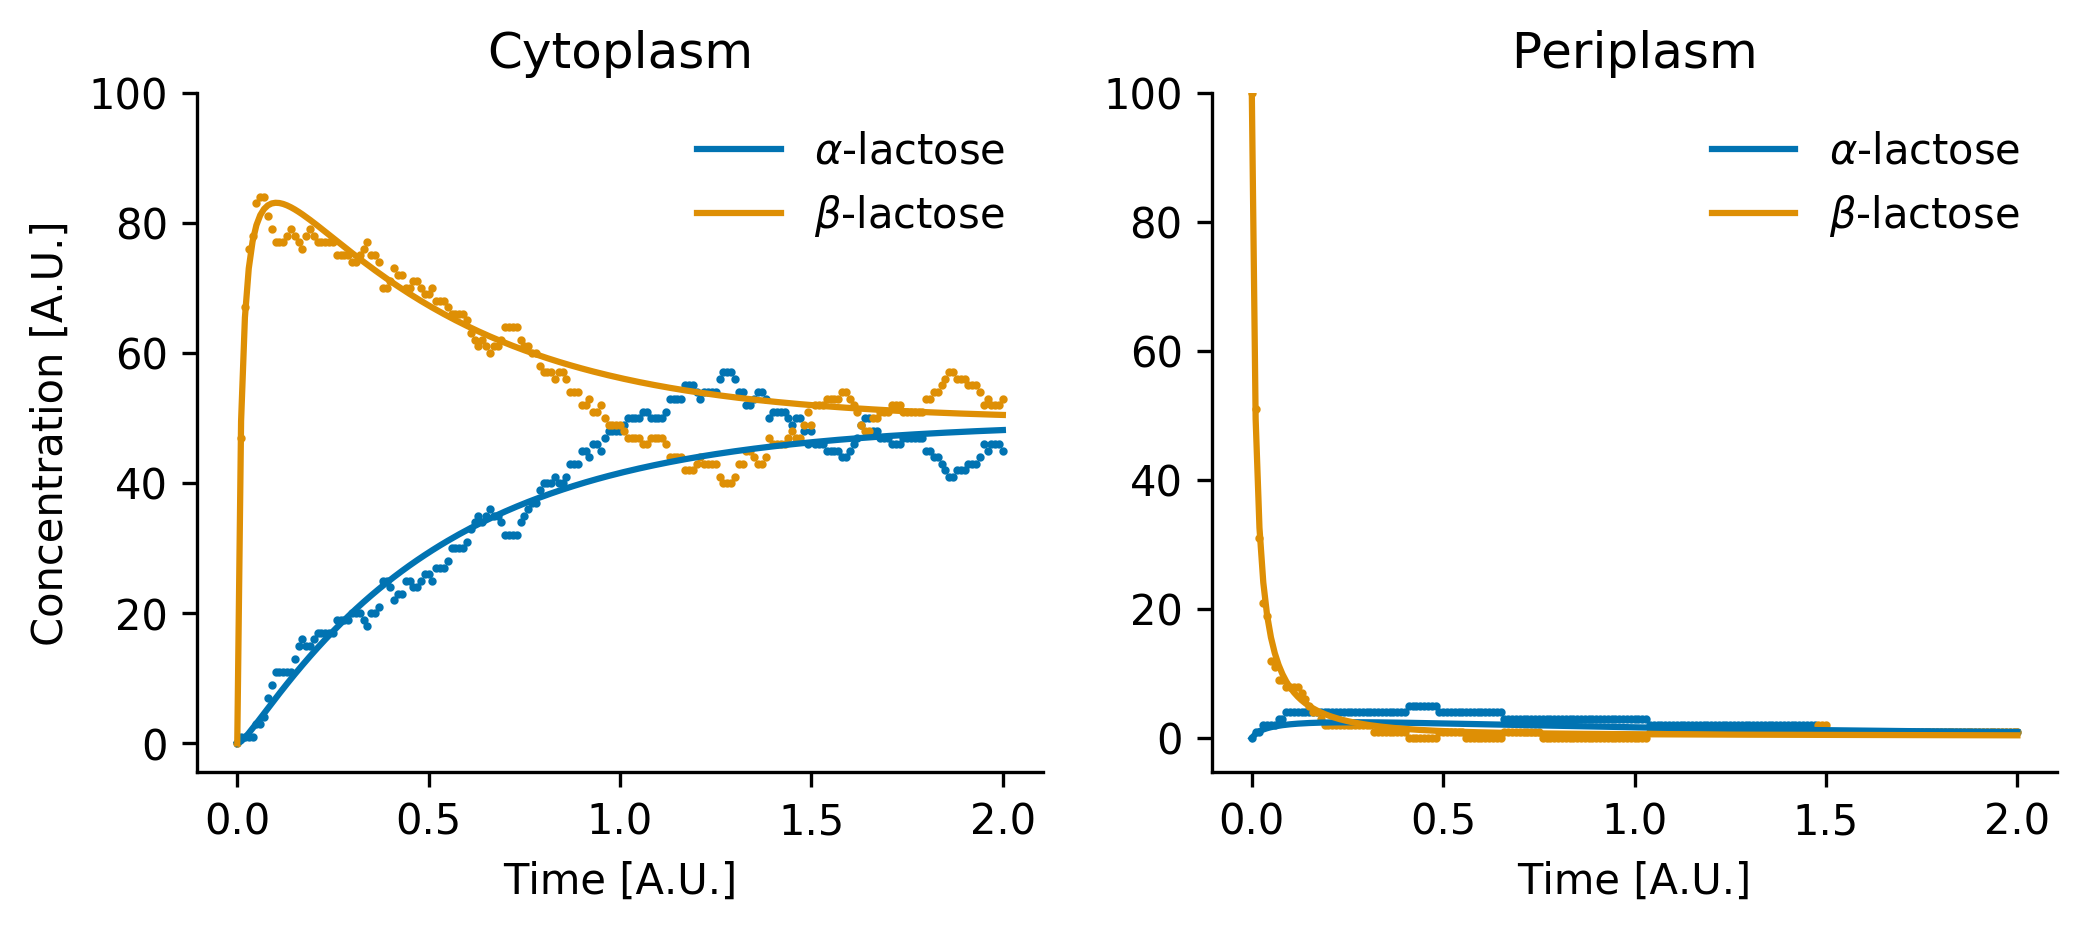 Cytoplasm
100
80
60
40
20
0
Concentration [A.U.]
α-lactose
β-lactose
0.0 0.5 1.0 1.5 2.0
Time [A.U.]
Periplasm
100
80
60
40
20
0
α-lactose
β-lactose
0.0 0.5 1.0 1.5 2.0
Time [A.U.]